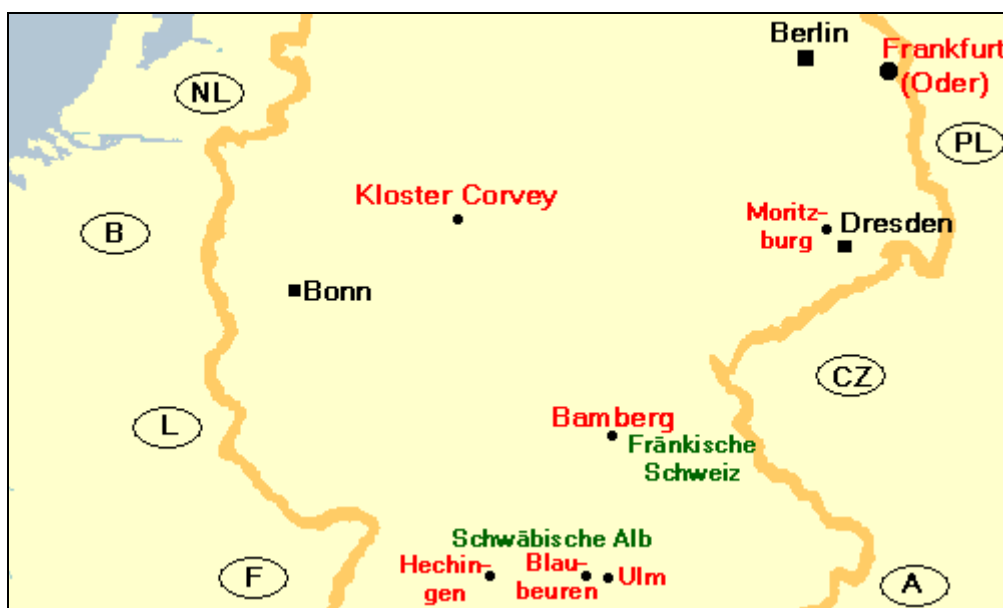 Berlin
Frankfurt
(Oder)
NL
PL
Kloster Corvey
Moritz-
burg
Dresden
B
Bonn
CZ
L
Bamberg
Fränkische
Schweiz
Schwäbische Alb
Hechin-
gen
Blau-
beuren
Ulm
F
A